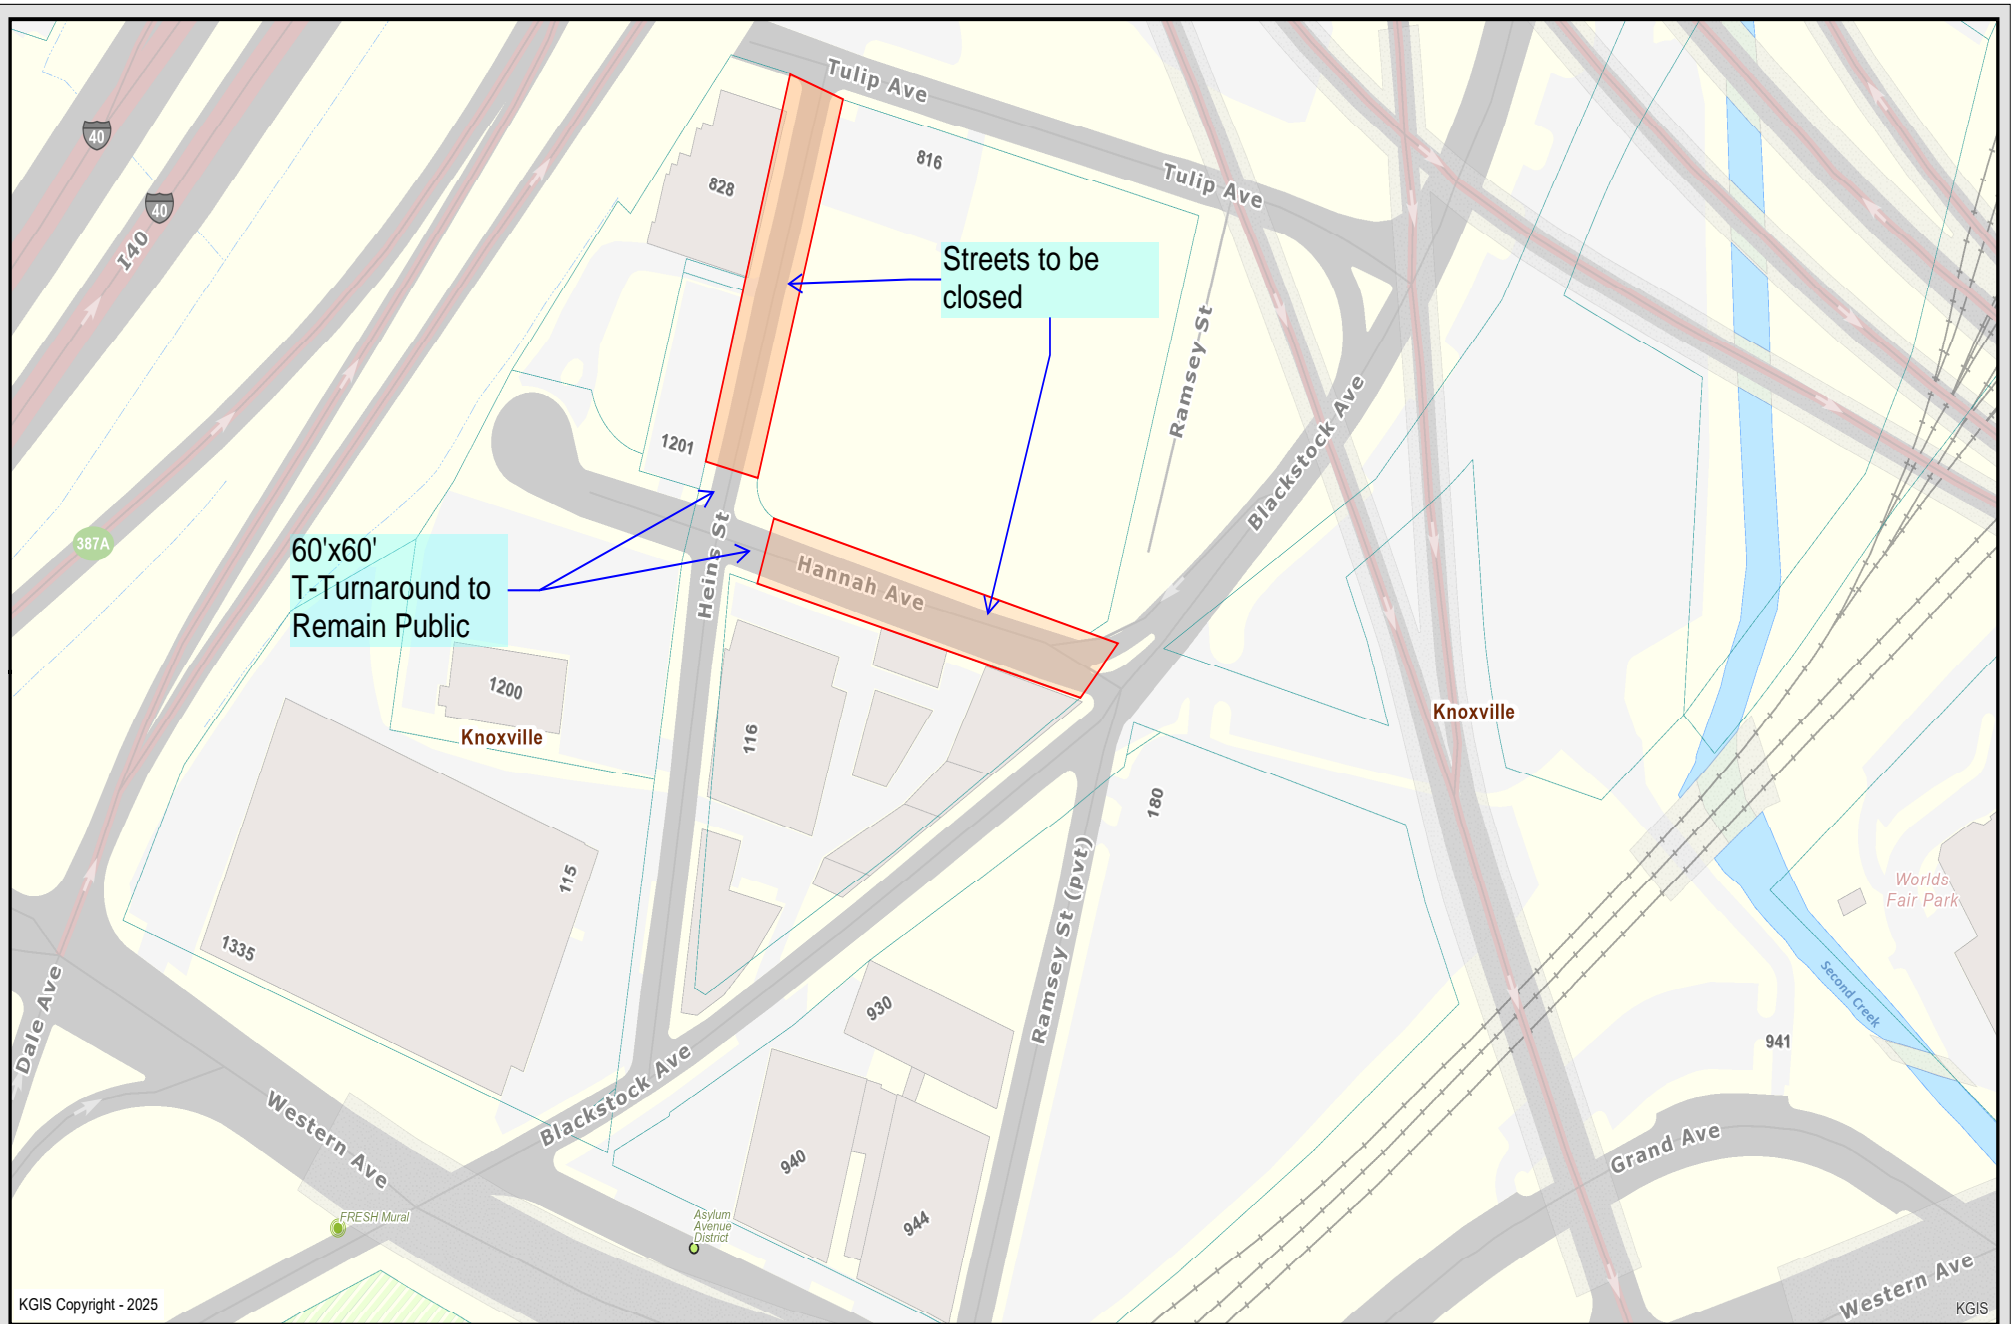 Tulip Ave
40
816
Tulip Ave
828
40
I40
Streets to be
closed
Ramsey St
Blackstock Ave
1201
387A
60'x60'
T-Turnaround to
Remain Public
Heins St
Hannah Ave
1200
Knoxville
Knoxville
116
180
115
1335
Worlds
Fair Park
Ramsey St (pvt)
Second Creek
930
Dale Ave
941
Blackstock Ave
Western Ave
Grand Ave
940
944
FRESH Mural
Asylum
Avenue
District
Western Ave
KGIS Copyright - 2025
KGIS